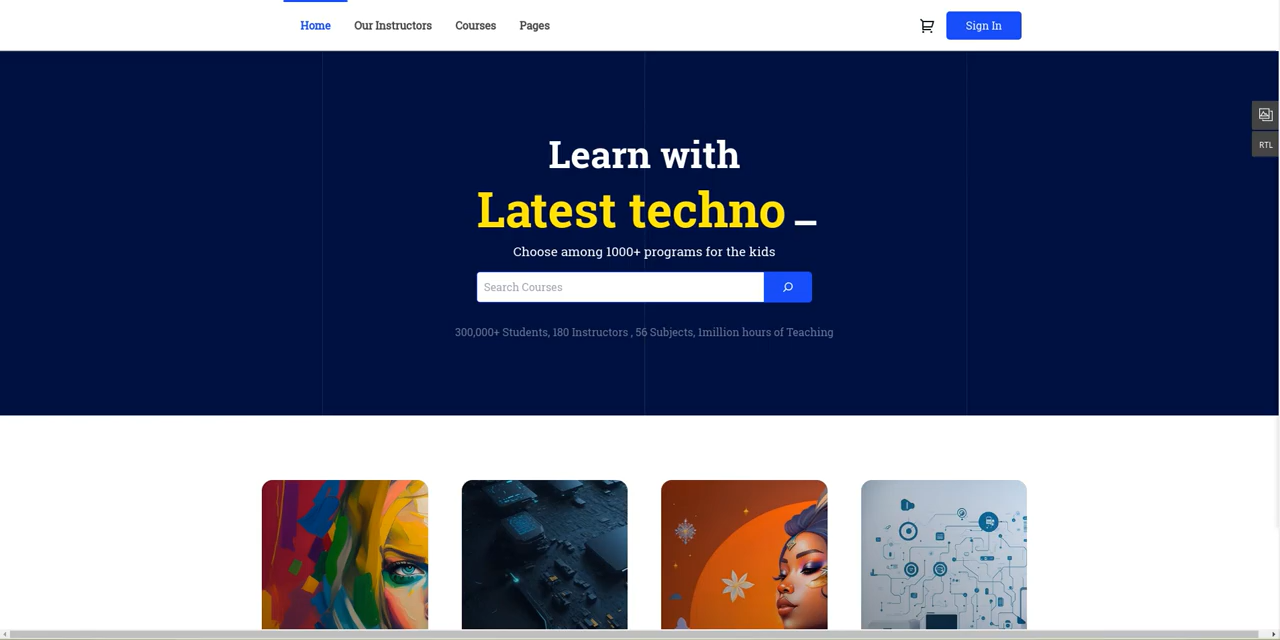 Home Our Instructors Courses Pages Sign In
RTL
Learn with
Latest techno _
Choose among 1000+ programs for the kids
Search Courses
300,000+ Students, 180 Instructors , 56 Subjects, 1million hours of Teaching